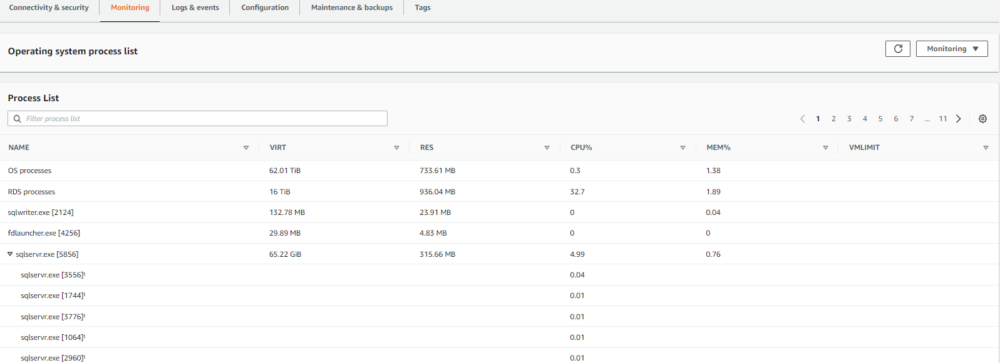 Connectivity & security Monitoring Logs & events Configuration Maintenance & backups Tags
Operating system process list Monitoring
Process List
Filter process list 1 2 3 4 5 6 7 ... 11
NAME VIRT RES CPU% MEM% VMLIMIT
OS processes 62.01 TiB 733.61 MB 0.3 1.38
RDS processes 16 TiB 936.04 MB 32.7 1.89
sqlwriter.exe [2124] 132.78 MB 23.91 MB 0 0.04
fdlauncher.exe [4256] 29.89 MB 4.83 MB 0 0
sqlservr.exe [5856] 65.22 GiB 315.66 MB 4.99 0.76
sqlservr.exe [3556]ᵗ 0.04
sqlservr.exe [1744]ᵗ 0.01
sqlservr.exe [3776]ᵗ 0.01
sqlservr.exe [1064]ᵗ 0.01
sqlservr.exe [2960]ᵗ 0.01